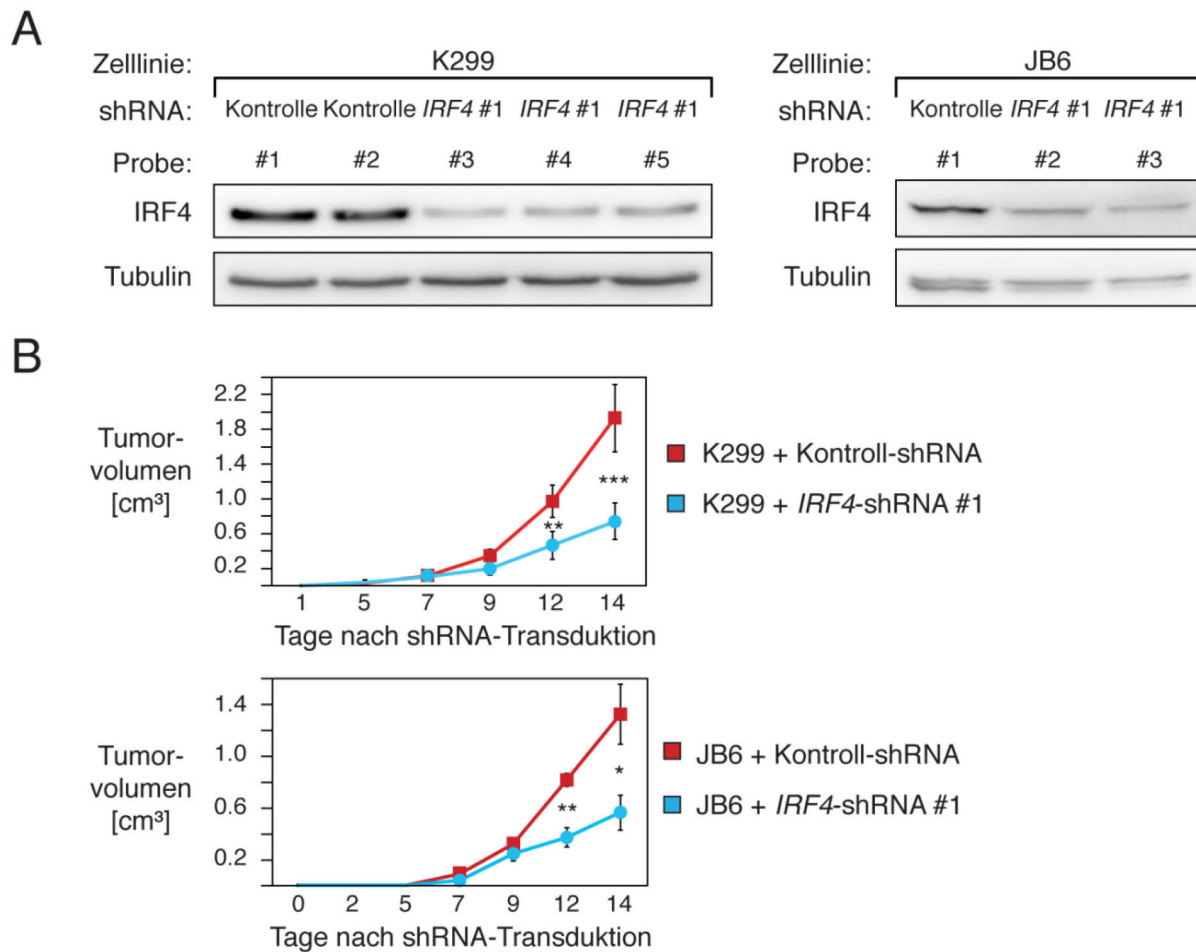 A
Zelllinie: K299
shRNA: Kontrolle Kontrolle IRF4 #1 IRF4 #1 IRF4 #1
Probe: #1 #2 #3 #4 #5
IRF4
Tubulin
Zelllinie: JB6
shRNA: Kontrolle IRF4 #1 IRF4 #1
Probe: #1 #2 #3
IRF4
Tubulin
B
Tumor-
volumen
[cm³]
2.2
1.8
1.4
1.0
0.6
0.2
**
***
1 5 7 9 12 14
Tage nach shRNA-Transduktion
K299 + Kontroll-shRNA
K299 + IRF4-shRNA #1
Tumor-
volumen
[cm³]
1.4
1.0
0.6
0.2
**
*
0 2 5 7 9 12 14
Tage nach shRNA-Transduktion
JB6 + Kontroll-shRNA
JB6 + IRF4-shRNA #1